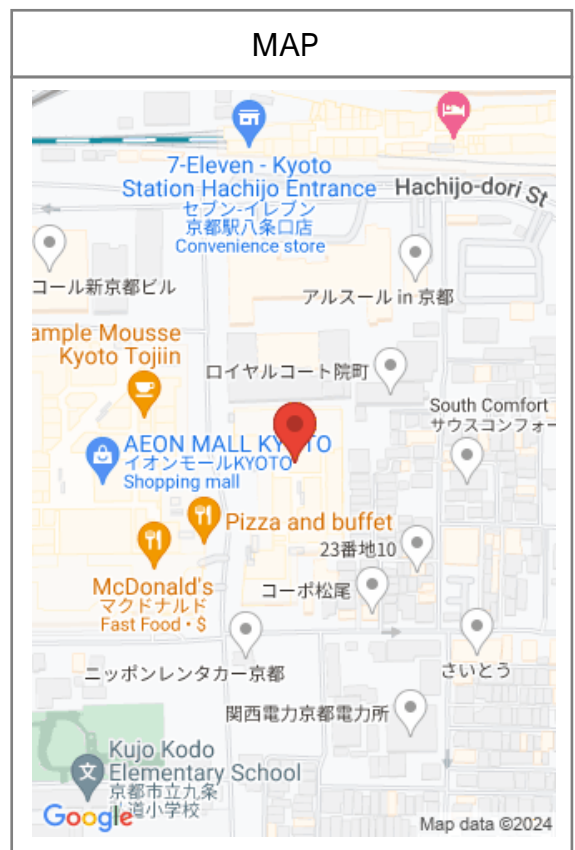 MAP
7-Eleven - Kyoto
Station Hachijo Entrance
セブン-イレブン
京都駅八条口店
Convenience store
Hachijo-dori St
コール新京都ビル
アルスール in 京都
ample Mousse
Kyoto Tojiin
ロイヤルコート院町
South Comfort
サウスコンフォー
AEON MALL KYOTO
イオンモールKYOTO
Shopping mall
Pizza and buffet
23番地10
McDonald's
マクドナルド
Fast Food・$
コーポ松尾
ニッポンレンタカー京都
さいとう
関西電力京都電力所
Kujo Kodo
Elementary School
京都市立九条
道小学校
Google
Map data ©2024